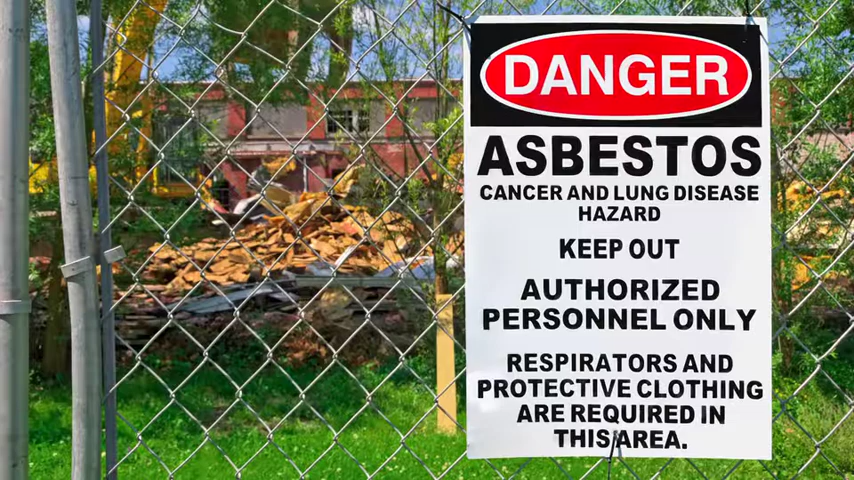 DANGER
ASBESTOS
CANCER AND LUNG DISEASE
HAZARD
KEEP OUT
AUTHORIZED
PERSONNEL ONLY
RESPIRATORS AND
PROTECTIVE CLOTHING
ARE REQUIRED IN
THIS AREA.